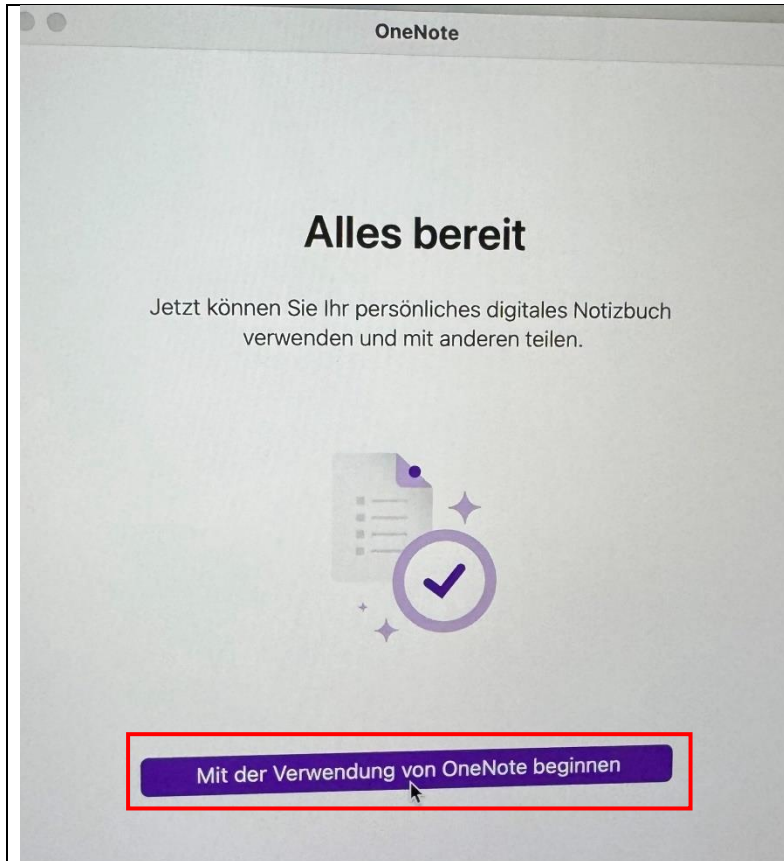 OneNote
Alles bereit
Jetzt können Sie Ihr persönliches digitales Notizbuch
verwenden und mit anderen teilen.
Mit der Verwendung von OneNote beginnen